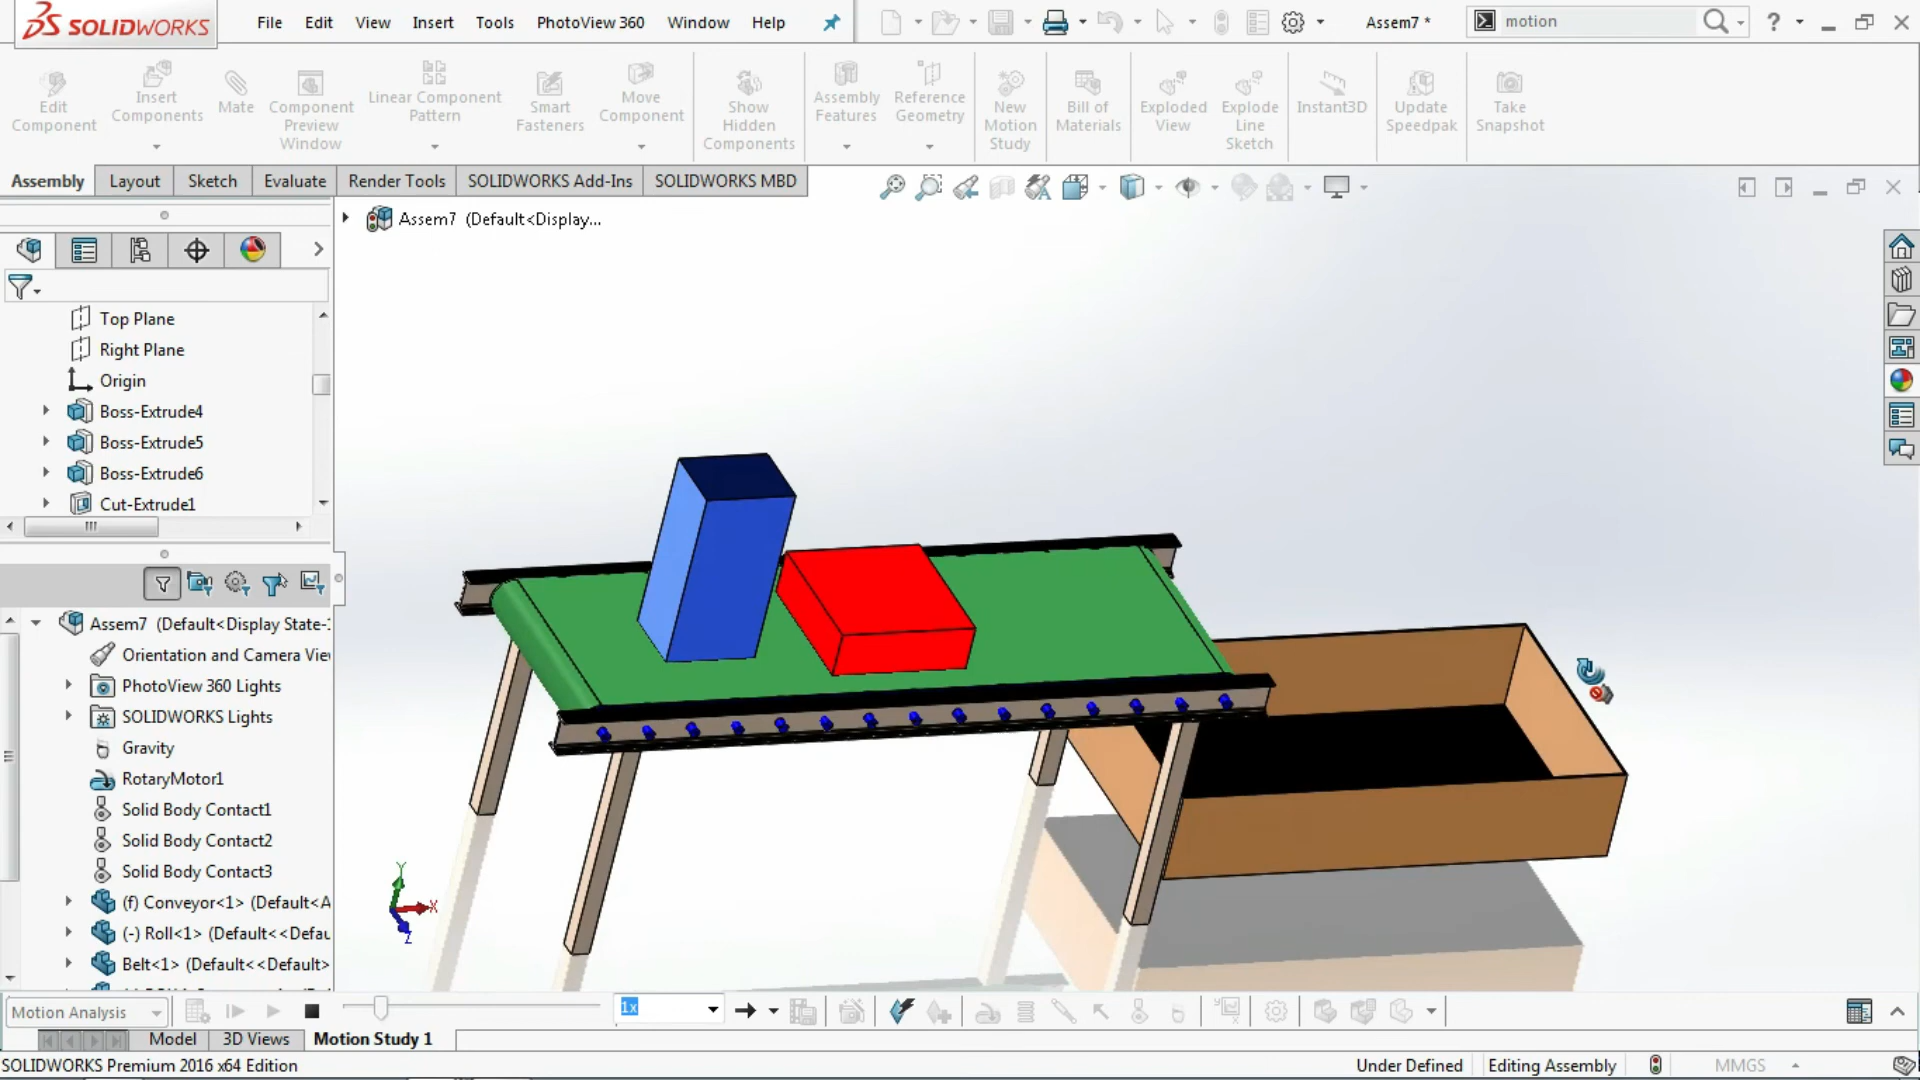 SOLIDWORKS
File Edit View Insert Tools PhotoView 360 Window Help
Assem7 *
motion
?
Edit Component
Insert Components
Mate
Component Preview Window
Linear Component Pattern
Smart Fasteners
Move Component
Show Hidden Components
Assembly Features
Reference Geometry
New Motion Study
Bill of Materials
Exploded View
Explode Line Sketch
Instant3D
Update Speedpak
Take Snapshot
Assembly Layout Sketch Evaluate Render Tools SOLIDWORKS Add-Ins SOLIDWORKS MBD
Assem7 (Default<Display...
Top Plane
Right Plane
Origin
Boss-Extrude4
Boss-Extrude5
Boss-Extrude6
Cut-Extrude1
Assem7 (Default<Display State-
Orientation and Camera Vie
PhotoView 360 Lights
SOLIDWORKS Lights
Gravity
RotaryMotor1
Solid Body Contact1
Solid Body Contact2
Solid Body Contact3
(f) Conveyor<1> (Default<A
(-) Roll<1> (Default<<Defau
Belt<1> (Default<<Default>
Y
X
Z
Motion Analysis
1x
Model 3D Views Motion Study 1
SOLIDWORKS Premium 2016 x64 Edition
Under Defined Editing Assembly MMGS